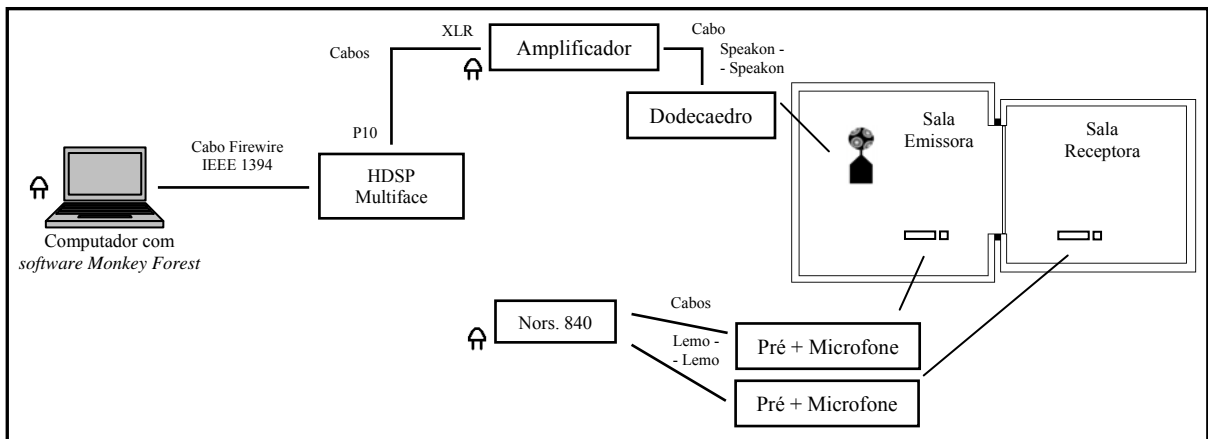 XLR
Amplificador
Cabo
Speakon -
- Speakon
Cabos
Dodecaedro
P10
Sala
Emissora
Sala
Receptora
Cabo Firewire
IEEE 1394
HDSP
Multiface
Computador com
software Monkey Forest
Cabos
Nors. 840
Lemo -
- Lemo
Pré + Microfone
Pré + Microfone